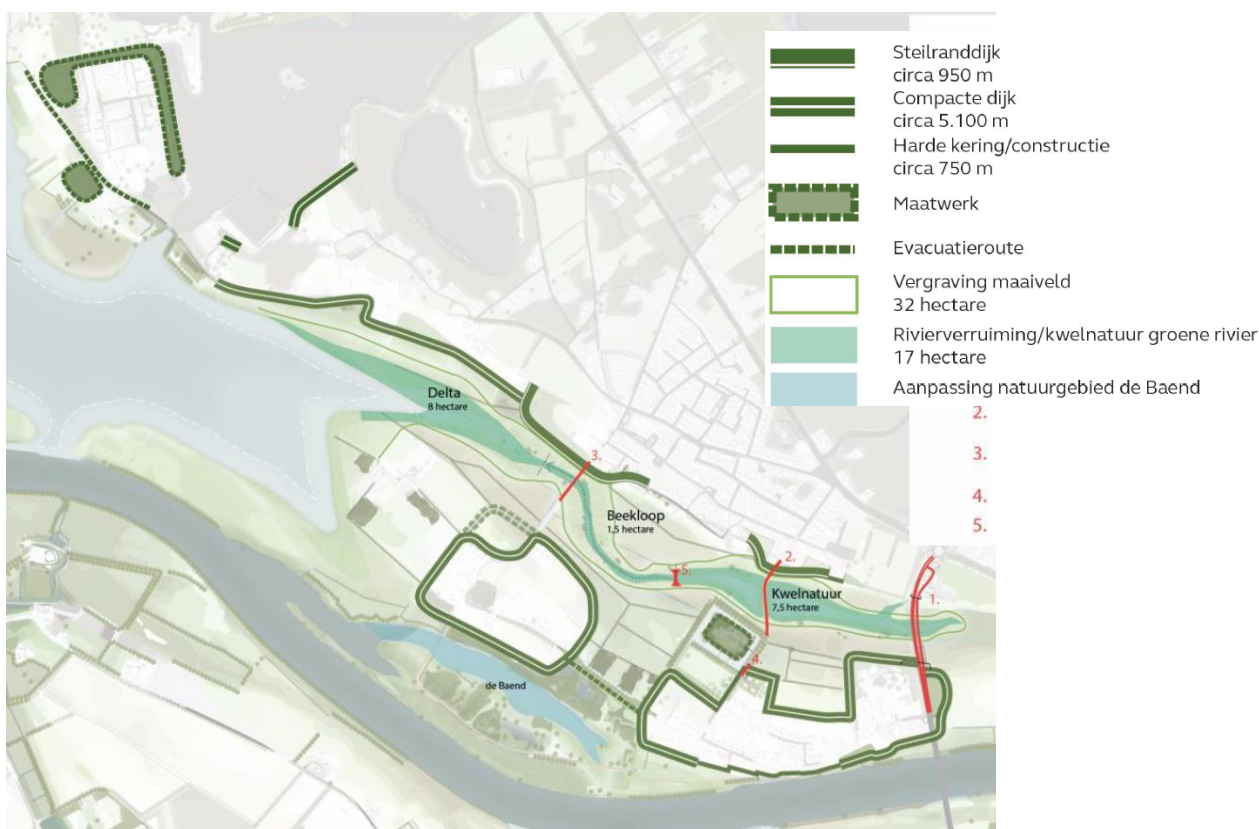 Steilranddijk
circa 950 m
Compacte dijk
circa 5.100 m
Harde kering/constructie
circa 750 m
Maatwerk
Evacuatieroute
Vergraving maaiveld
32 hectare
Rivierverruiming/kwelnatuur groene rivier
17 hectare
Aanpassing natuurgebied de Baend
2.
3.
4.
5.
Delta
8 hectare
3.
Beekloop
1,5 hectare
2.
5.
Kwelnatuur
7,5 hectare
1.
4.
de Baend